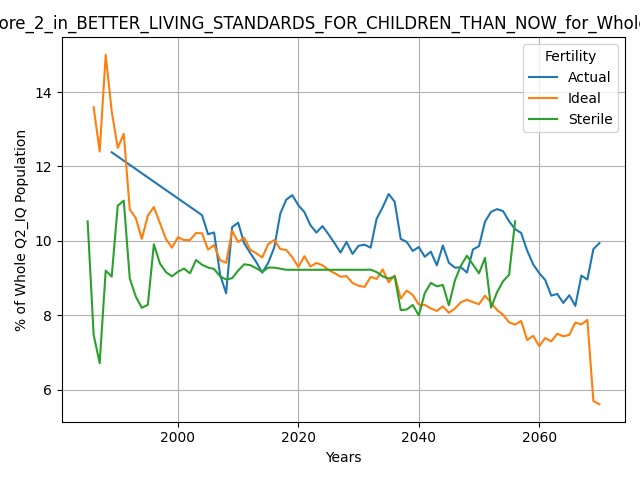 ore_2_in_BETTER_LIVING_STANDARDS_FOR_CHILDREN_THAN_NOW_for_Whole
Fertility
Actual
Ideal
Sterile
% of Whole Q2_IQ Population
14
12
10
8
6
2000 2020 2040 2060
Years